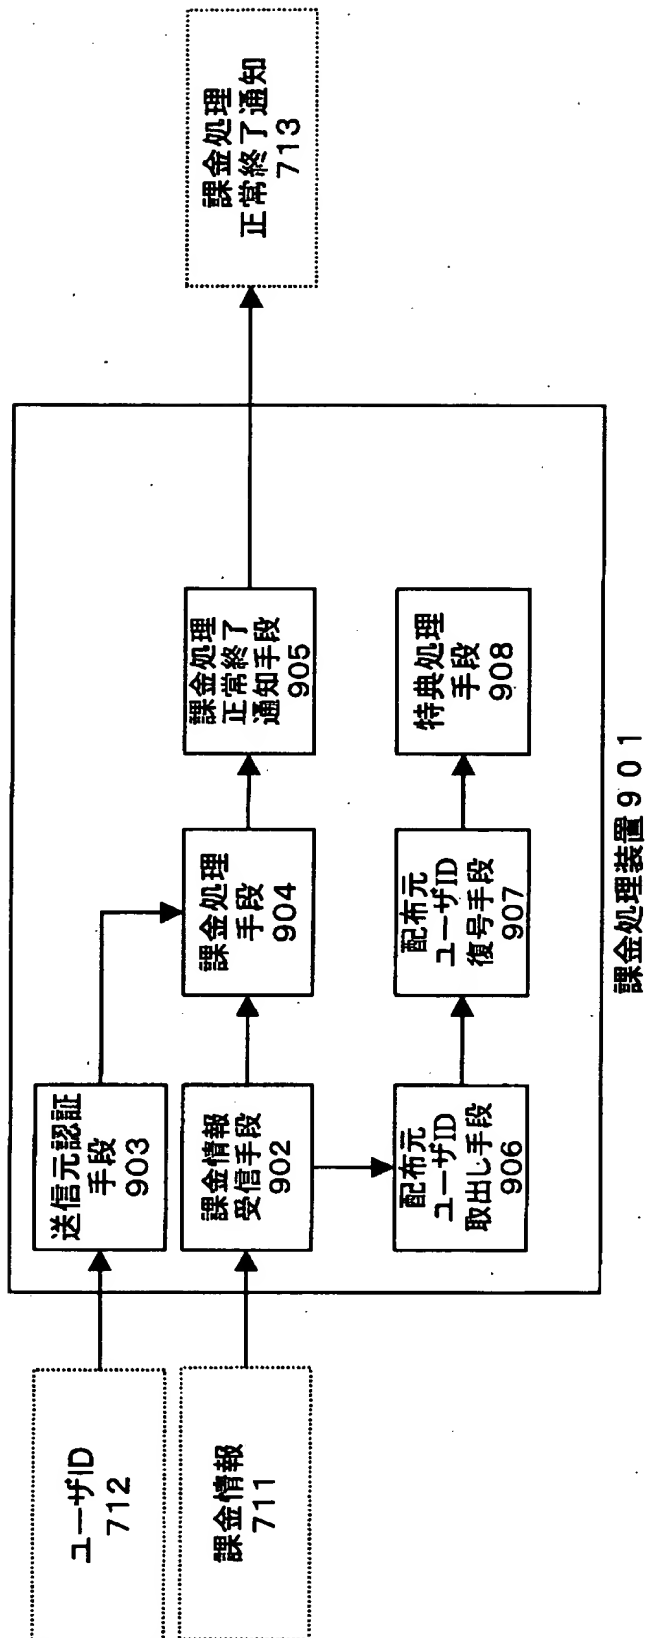 ユーザID
712
課金情報
711
送信元認証
手段
903
課金情報
受信手段
902
課金処理
手段
904
課金処理
正常終了
通知手段
905
課金処理
正常終了通知
713
配布元
ユーザID
取出し手段
906
配布元
ユーザID
復号手段
907
特典処理
手段
908
課金処理装置901